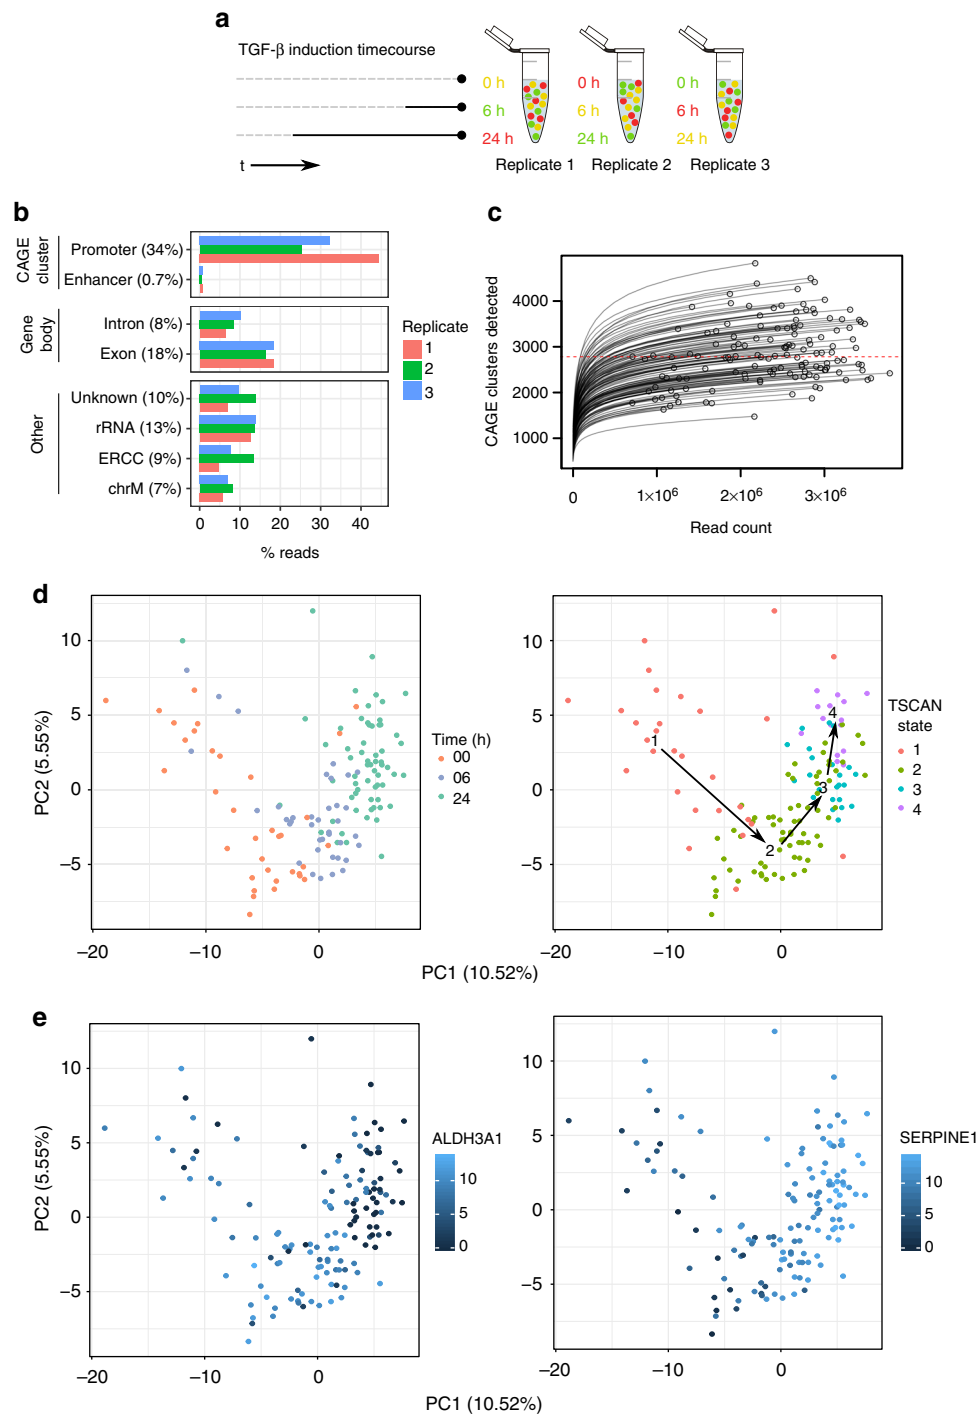 a
TGF-β induction timecourse
0 h
6 h
24 h
0 h
6 h
24 h
0 h
6 h
24 h
t
Replicate 1
Replicate 2
Replicate 3
b
CAGE
cluster
Promoter (34%)
Enhancer (0.7%)
Gene
body
Intron (8%)
Exon (18%)
Other
Unknown (10%)
rRNA (13%)
ERCC (9%)
chrM (7%)
0
10
20
30
40
% reads
Replicate
1
2
3
c
CAGE clusters detected
4000
3000
2000
1000
0
1×10⁶
2×10⁶
3×10⁶
Read count
d
PC2 (5.55%)
10
5
0
−5
−20
−10
0
Time (h)
00
06
24
1
2
3
4
−20
−10
0
TSCAN
state
1
2
3
4
PC1 (10.52%)
e
PC2 (5.55%)
10
5
0
−5
−20
−10
0
ALDH3A1
10
5
0
10
5
0
−5
−20
−10
0
SERPINE1
10
5
0
PC1 (10.52%)